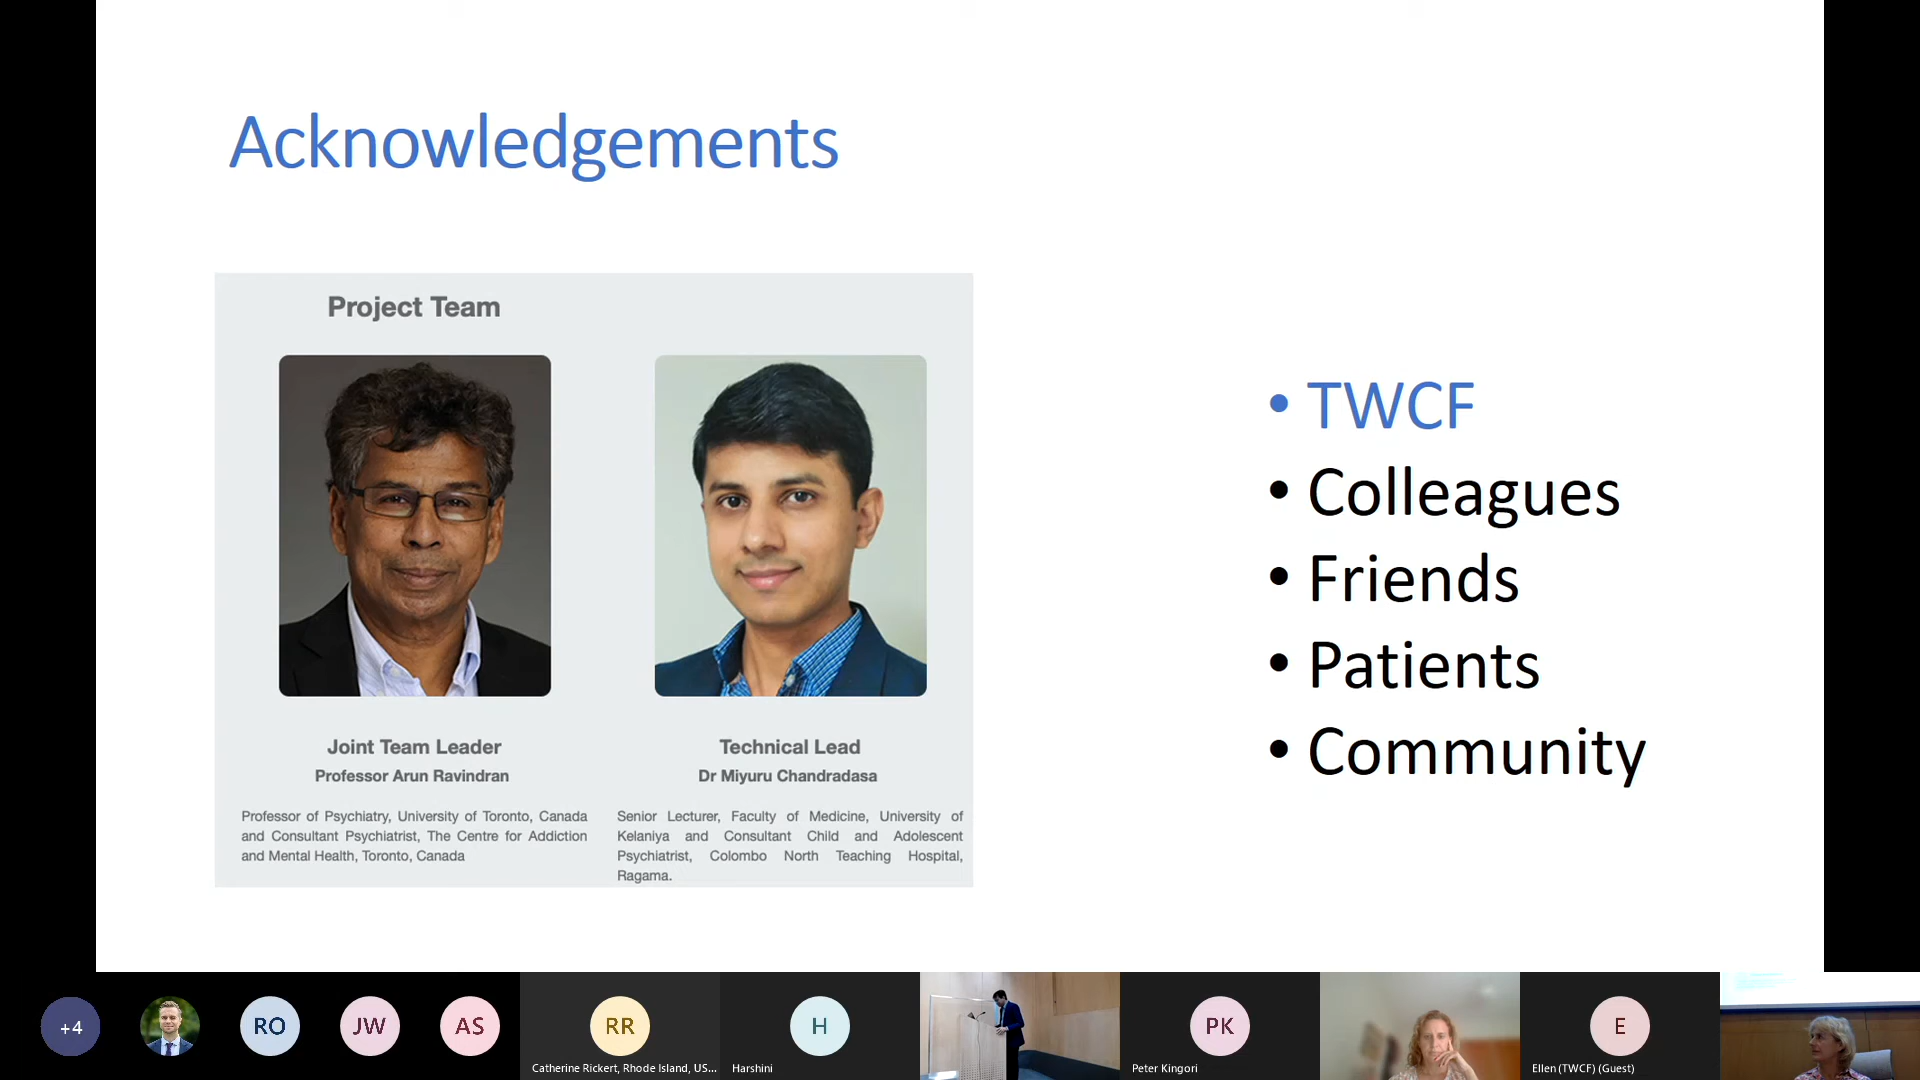 Acknowledgements
Project Team
Joint Team Leader
Professor Arun Ravindran
Professor of Psychiatry, University of Toronto, Canada
and Consultant Psychiatrist, The Centre for Addiction
and Mental Health, Toronto, Canada
Technical Lead
Dr Miyuru Chandradasa
Senior Lecturer, Faculty of Medicine, University of
Kelaniya and Consultant Child and Adolescent
Psychiatrist, Colombo North Teaching Hospital,
Ragama.
• TWCF
• Colleagues
• Friends
• Patients
• Community
+4
RO
JW
AS
RR
Catherine Rickert, Rhode Island, US...
H
Harshini
PK
Peter Kingori
E
Ellen (TWCF) (Guest)